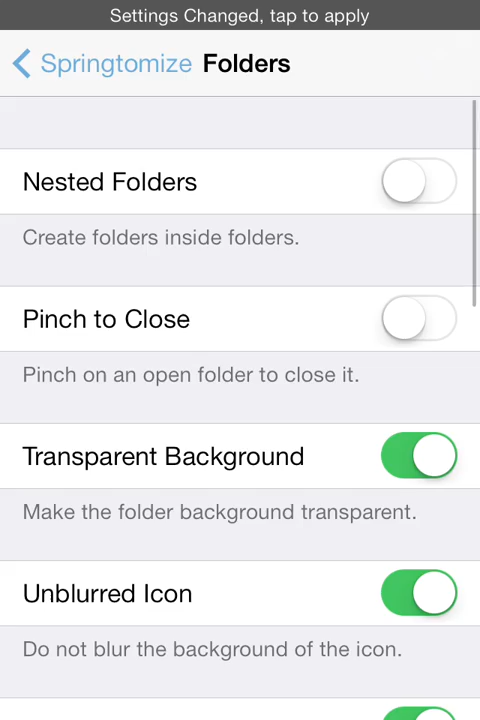 Settings Changed, tap to apply
Springtomize Folders
Nested Folders
Create folders inside folders.
Pinch to Close
Pinch on an open folder to close it.
Transparent Background
Make the folder background transparent.
Unblurred Icon
Do not blur the background of the icon.